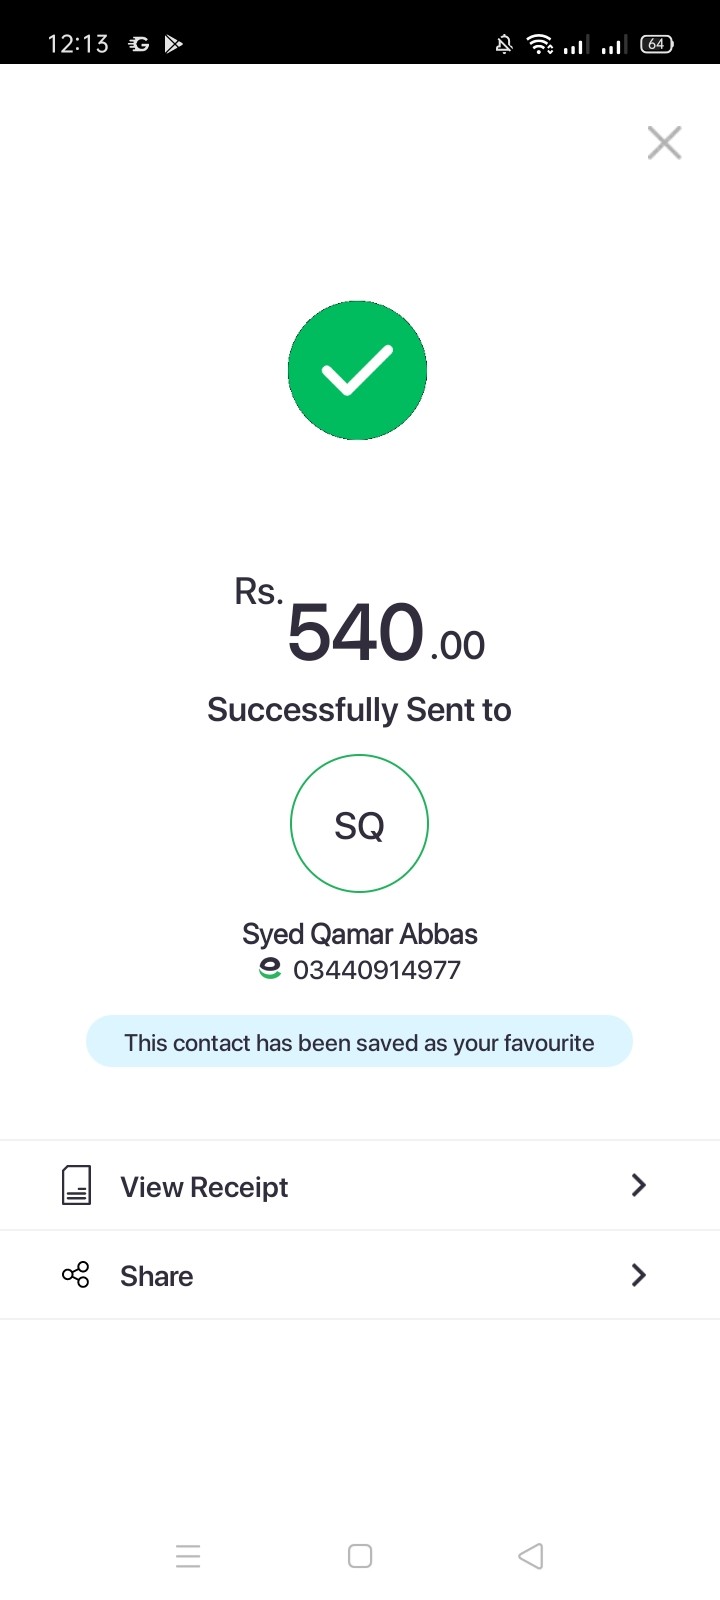 12:13
64
Rs. 540.00
Successfully Sent to
SQ
Syed Qamar Abbas
03440914977
This contact has been saved as your favourite
View Receipt
Share